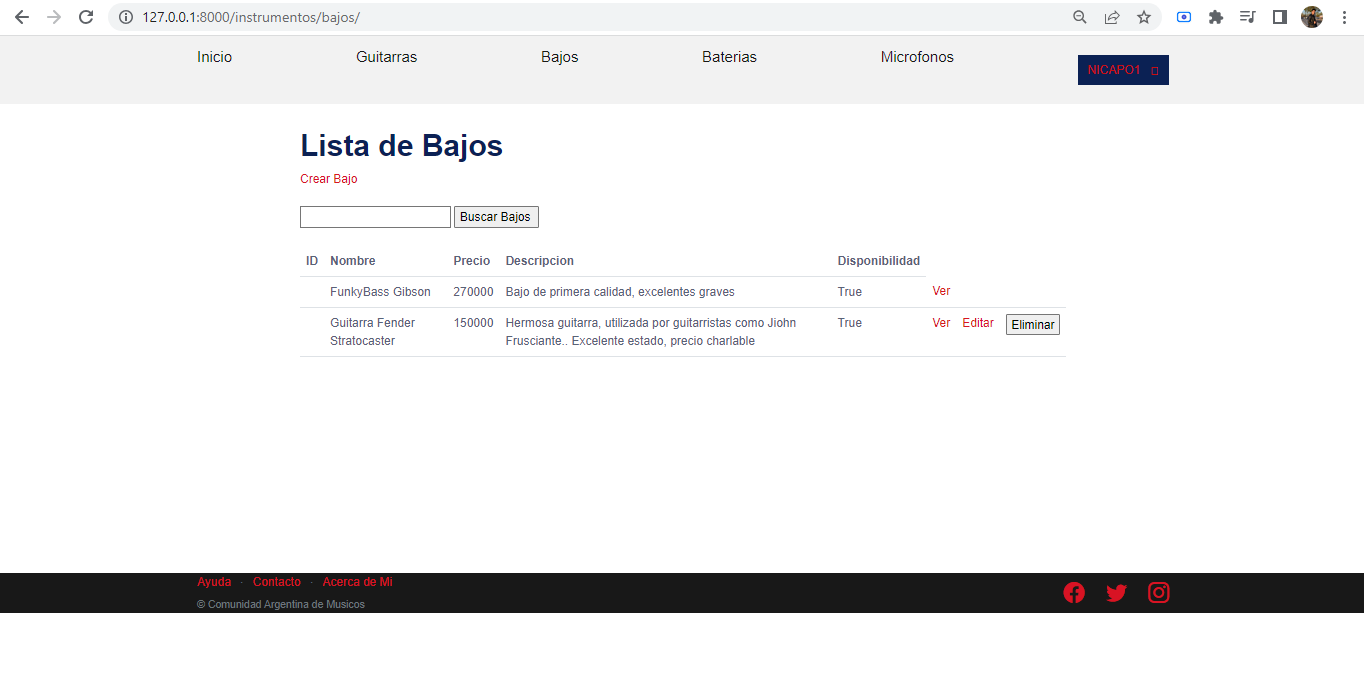 127.0.0.1:8000/instrumentos/bajos/
Inicio Guitarras Bajos Baterias Microfonos NICAPO1
Lista de Bajos
Crear Bajo
Buscar Bajos
ID Nombre Precio Descripcion Disponibilidad
FunkyBass Gibson 270000 Bajo de primera calidad, excelentes graves True Ver
Guitarra Fender 150000 Hermosa guitarra, utilizada por guitarristas como Jiohn True Ver Editar Eliminar
Stratocaster Frusciante.. Excelente estado, precio charlable
Ayuda · Contacto · Acerca de Mi
© Comunidad Argentina de Musicos